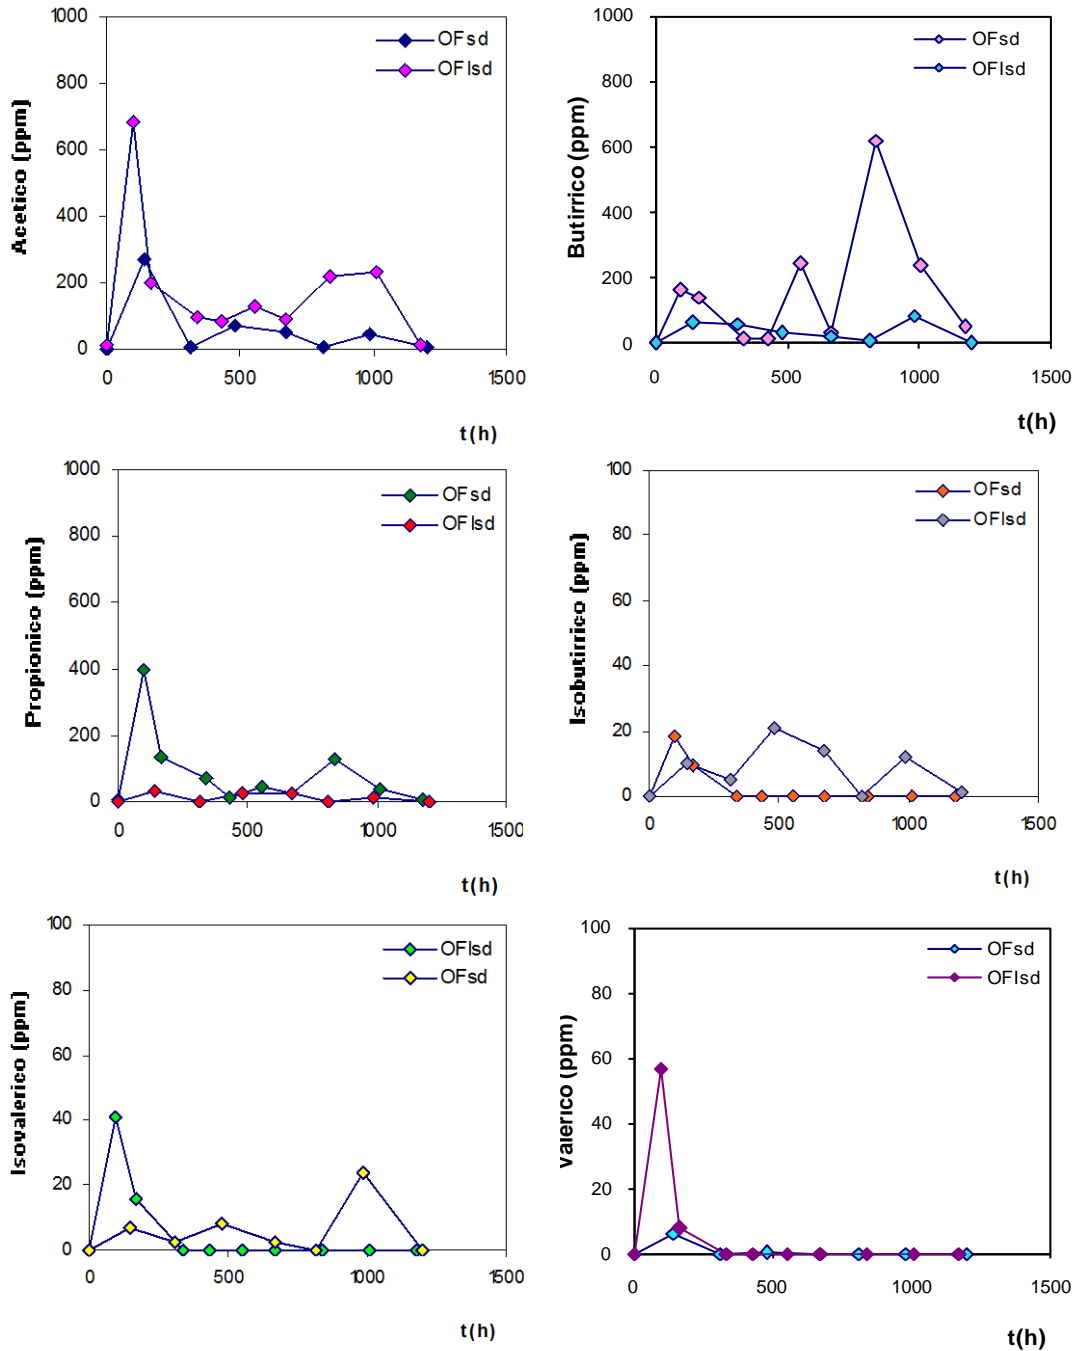 Acetico (ppm)
1000
800
600
400
200
0
OFsd
OFIsd
0 500 1000 1500
t(h)
Butirrico (ppm)
1000
800
600
400
200
0
OFsd
OFIsd
0 500 1000 1500
t(h)
Propionico (ppm)
1000
800
600
400
200
0
OFsd
OFIsd
0 500 1000 1500
t(h)
Isobutirrico (ppm)
100
80
60
40
20
0
OFsd
OFIsd
0 500 1000 1500
t(h)
Isovalerico (ppm)
100
80
60
40
20
0
OFIsd
OFsd
0 500 1000 1500
t(h)
Valerico (ppm)
100
80
60
40
20
0
OFsd
OFIsd
0 500 1000 1500
t(h)